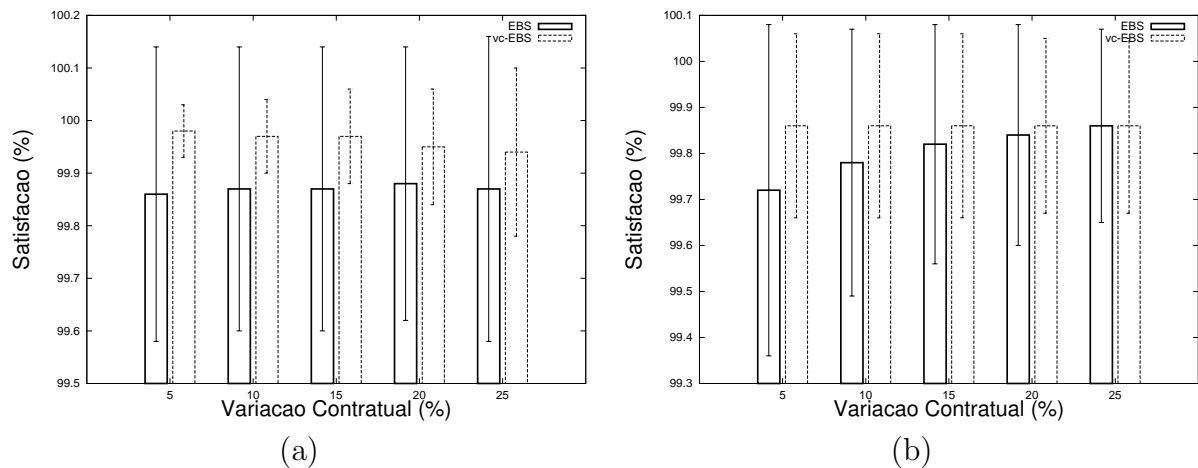 100.2
100.1
100
99.9
99.8
99.7
99.6
99.5
Satisfacao (%)
EBS
vc-EBS
5 10 15 20 25
Variacao Contratual (%)
(a)
100.1
100
99.9
99.8
99.7
99.6
99.5
99.4
99.3
Satisfacao (%)
EBS
vc-EBS
5 10 15 20 25
Variacao Contratual (%)
(b)